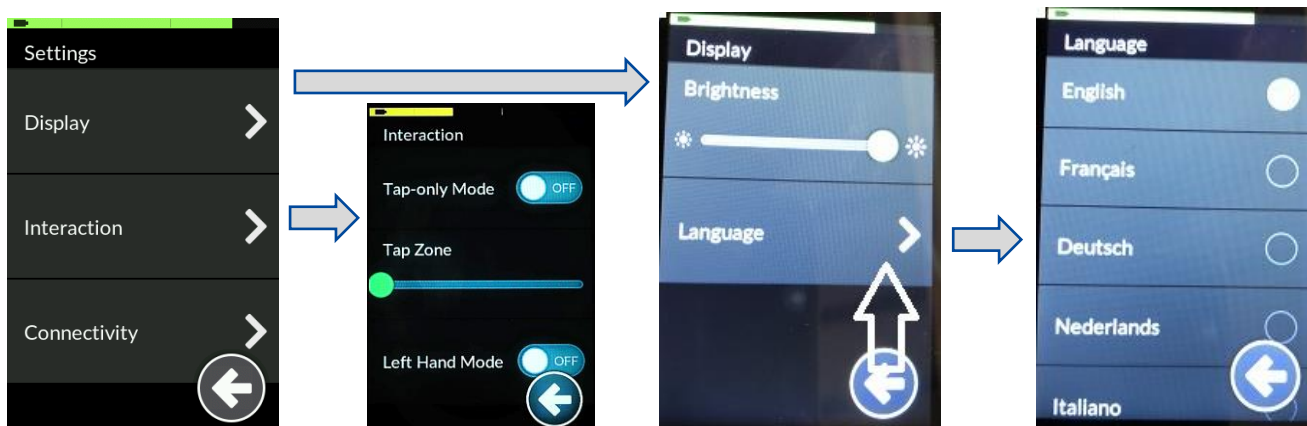 Settings
Display
Interaction
Connectivity
Interaction
Tap-only Mode OFF
Tap Zone
Left Hand Mode OFF
Display
Brightness
Language
Language
English
Français
Deutsch
Nederlands
Italiano